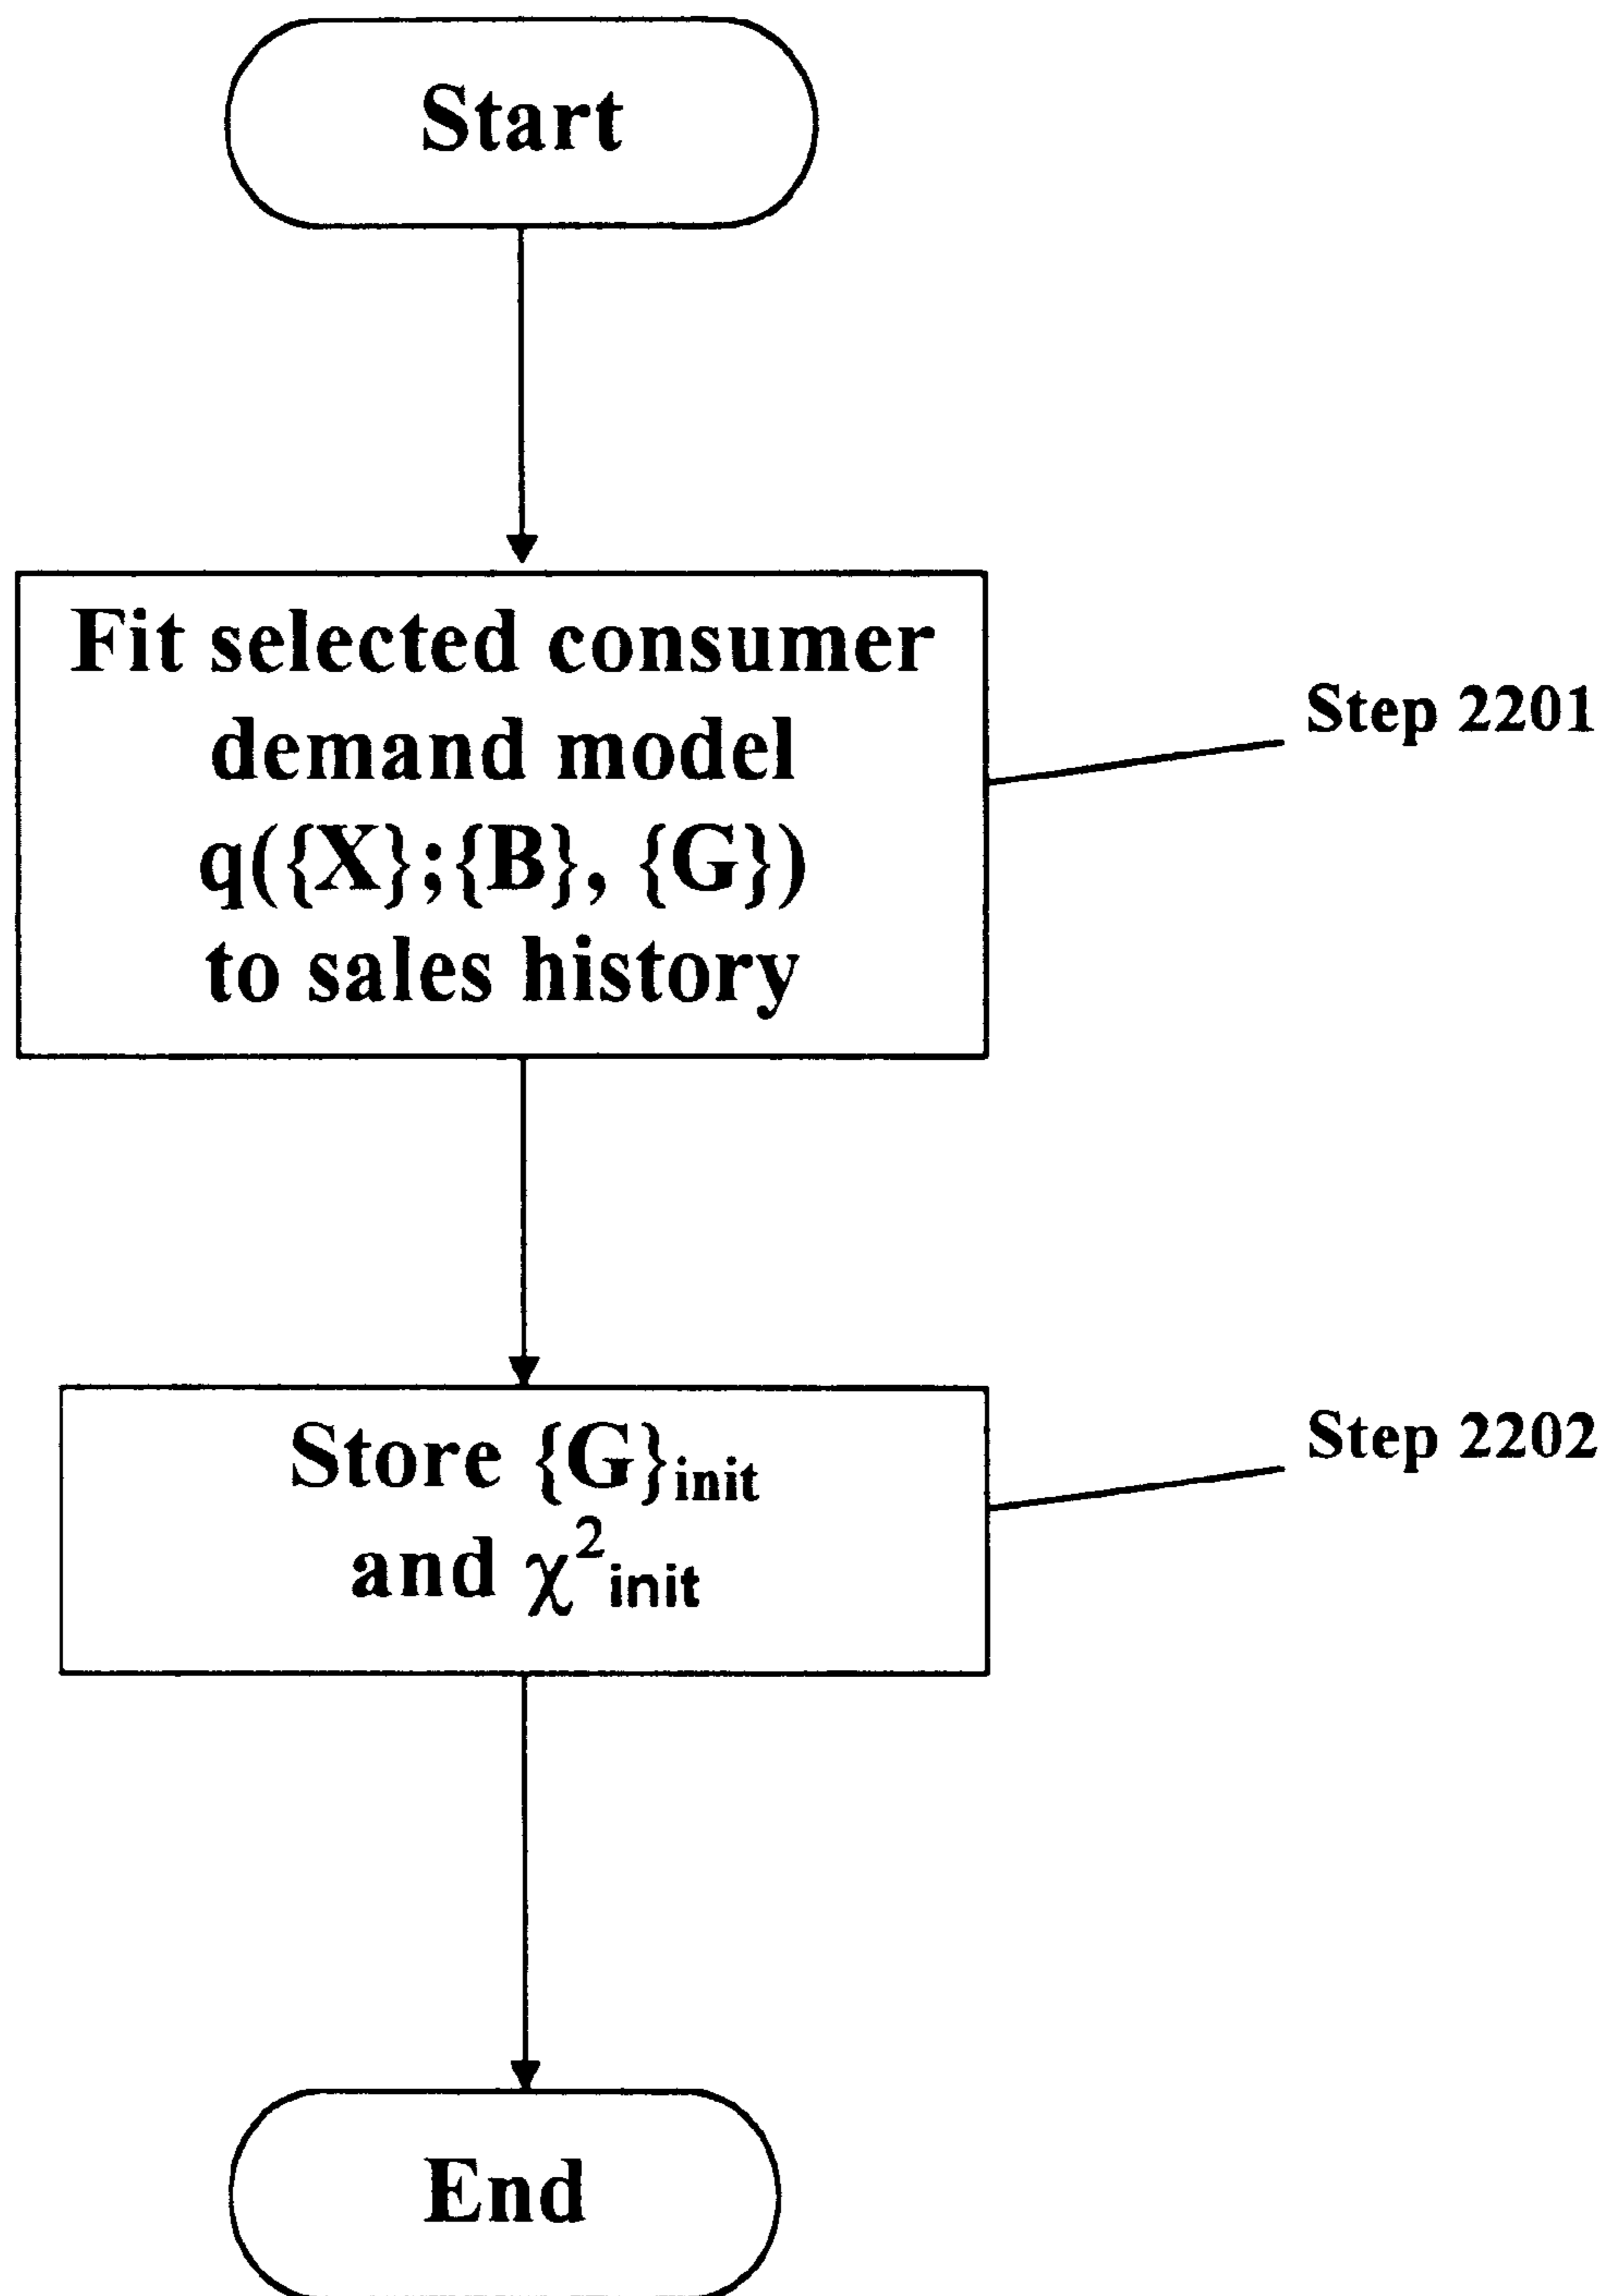 Start
Fit selected consumer
demand model
q({X};{B}, {G})
to sales history
Step 2201
Store {G}init
and χ²init
Step 2202
End